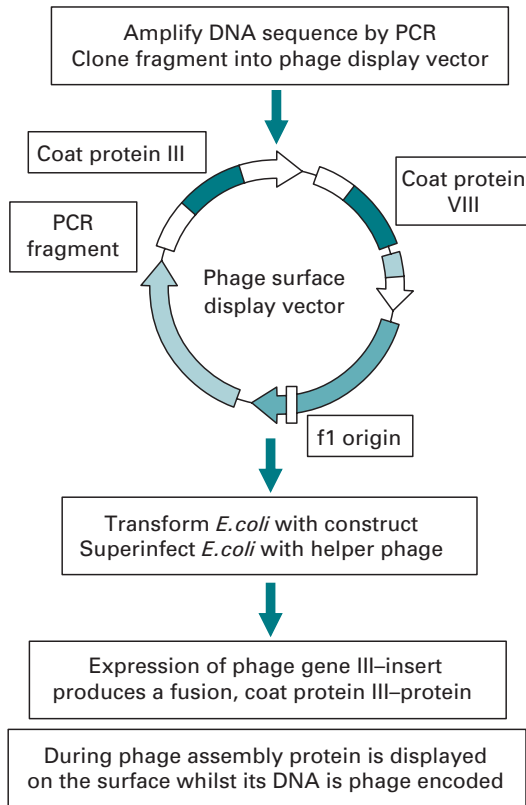 Amplify DNA sequence by PCR
Clone fragment into phage display vector
Coat protein III
Coat protein
VIII
PCR
fragment
Phage surface
display vector
f1 origin
Transform E.coli with construct
Superinfect E.coli with helper phage
Expression of phage gene III–insert
produces a fusion, coat protein III–protein
During phage assembly protein is displayed
on the surface whilst its DNA is phage encoded